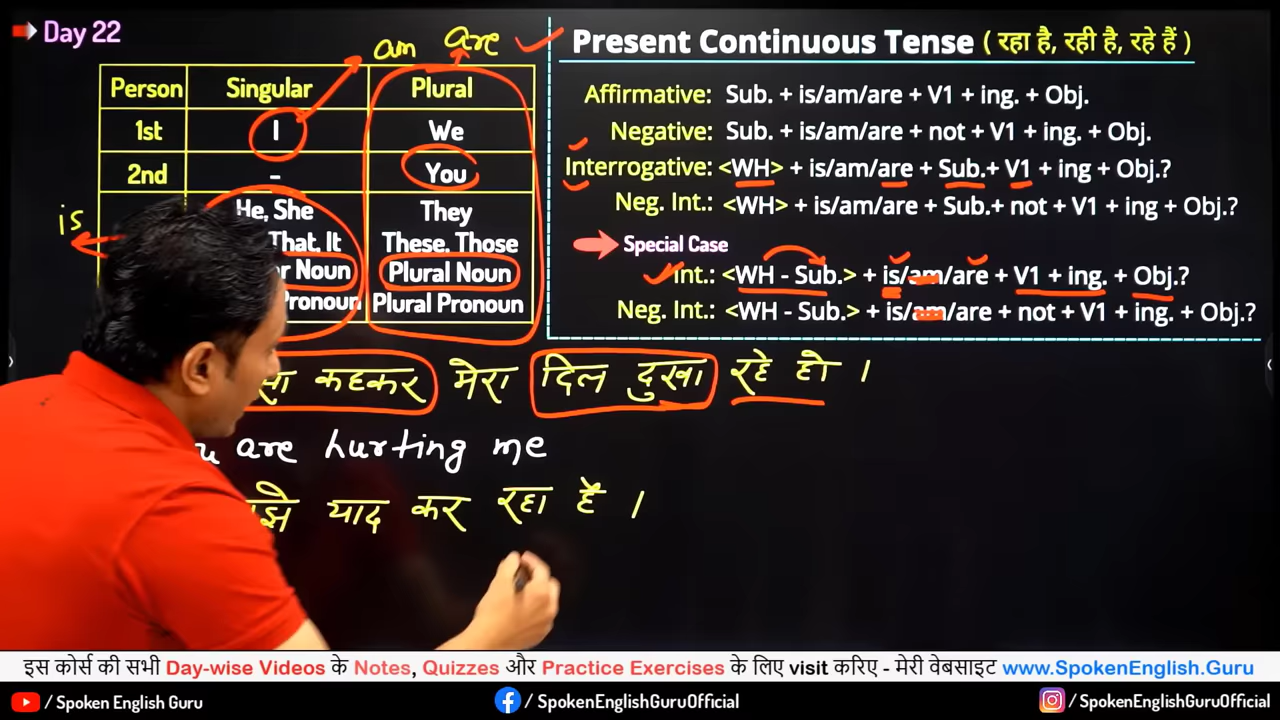 Day 22
am are
Person Singular Plural
1st I We
2nd - You
is
He, She They
That, It These, Those
Noun Plural Noun
Pronoun Plural Pronoun
Present Continuous Tense ( रहा है, रही है, रहे हैं )
Affirmative: Sub. + is/am/are + V1 + ing. + Obj.
Negative: Sub. + is/am/are + not + V1 + ing. + Obj.
Interrogative: <WH> + is/am/are + Sub.+ V1 + ing + Obj.?
Neg. Int.: <WH> + is/am/are + Sub.+ not + V1 + ing + Obj.?
Special Case
Int.: <WH - Sub.> + is/am/are + V1 + ing. + Obj.?
Neg. Int.: <WH - Sub.> + is/am/are + not + V1 + ing. + Obj.?
कहकर मेरा दिल दुखा रहे हो ।
are hurting me
याद कर रहा है ।
इस कोर्स की सभी Day-wise Videos के Notes, Quizzes और Practice Exercises के लिए visit करिए - मेरी वेबसाइट www.SpokenEnglish.Guru
/ Spoken English Guru
/ SpokenEnglishGuruOfficial
/ SpokenEnglishGuruOfficial